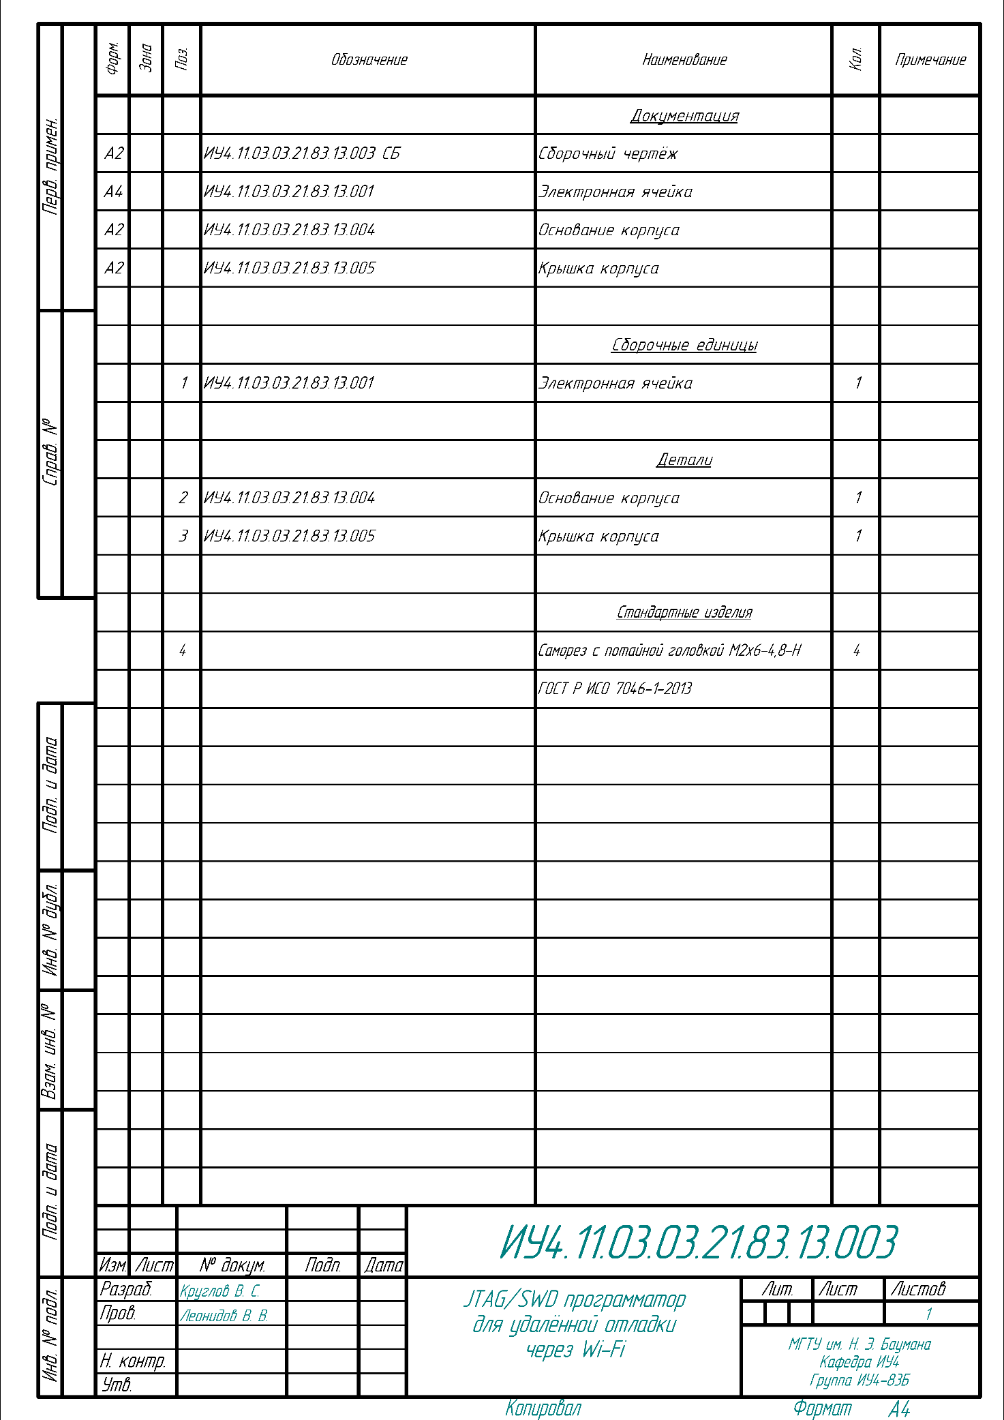 Форм. Зона Поз. Обозначение Наименование Кол. Примечание
Документация
А2 ИУ4.11.03.03.21.83.13.003 СБ Сборочный чертёж
А4 ИУ4.11.03.03.21.83.13.001 Электронная ячейка
А2 ИУ4.11.03.03.21.83.13.004 Основание корпуса
А2 ИУ4.11.03.03.21.83.13.005 Крышка корпуса
Сборочные единицы
1 ИУ4.11.03.03.21.83.13.001 Электронная ячейка 1
Детали
2 ИУ4.11.03.03.21.83.13.004 Основание корпуса 1
3 ИУ4.11.03.03.21.83.13.005 Крышка корпуса 1
Стандартные изделия
4 Саморез с потайной головкой М2х6-4,8-Н 4
ГОСТ Р ИСО 7046-1-2013
Перв. примен.
Справ. №
Подп. и дата
Инв. № дубл.
Взам. инв. №
Подп. и дата
Инв. № подл.
ИУ4.11.03.03.21.83.13.003
Изм Лист № докум. Подп Дата
Разраб. Круглов В. С.
Пров. Леонидов В. В.
Н. контр.
Утв.
JTAG/SWD программатор
для удалённой отладки
через Wi-Fi
Лит. Лист Листов
1
МГТУ им. Н. Э. Баумана
Кафедра ИУ4
Группа ИУ4-83Б
Копировал Формат А4